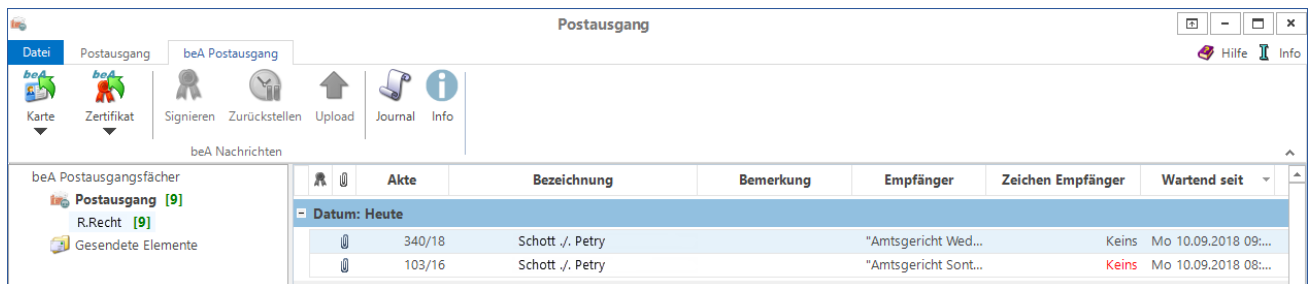 Postausgang
Datei Postausgang beA Postausgang Hilfe Info
beA beA
Karte Zertifikat Signieren Zurückstellen Upload Journal Info
beA Nachrichten
beA Postausgangsfächer
Postausgang [9]
R.Recht [9]
Gesendete Elemente
Akte Bezeichnung Bemerkung Empfänger Zeichen Empfänger Wartend seit
Datum: Heute
340/18 Schott ./. Petry "Amtsgericht Wed... Keins Mo 10.09.2018 09:...
103/16 Schott ./. Petry "Amtsgericht Sont... Keins Mo 10.09.2018 08:...